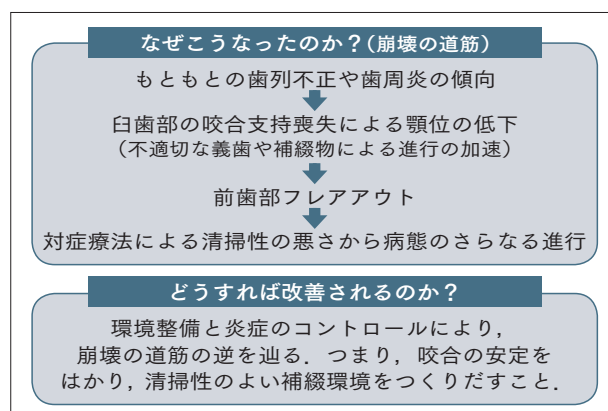 なぜこうなったのか？（崩壊の道筋）
もともとの歯列不正や歯周炎の傾向
臼歯部の咬合支持喪失による顎位の低下
（不適切な義歯や補綴物による進行の加速）
前歯部フレアアウト
対症療法による清掃性の悪さから病態のさらなる進行
どうすれば改善されるのか？
環境整備と炎症のコントロールにより，
崩壊の道筋の逆を辿る．つまり，咬合の安定を
はかり，清掃性のよい補綴環境をつくりだすこと．